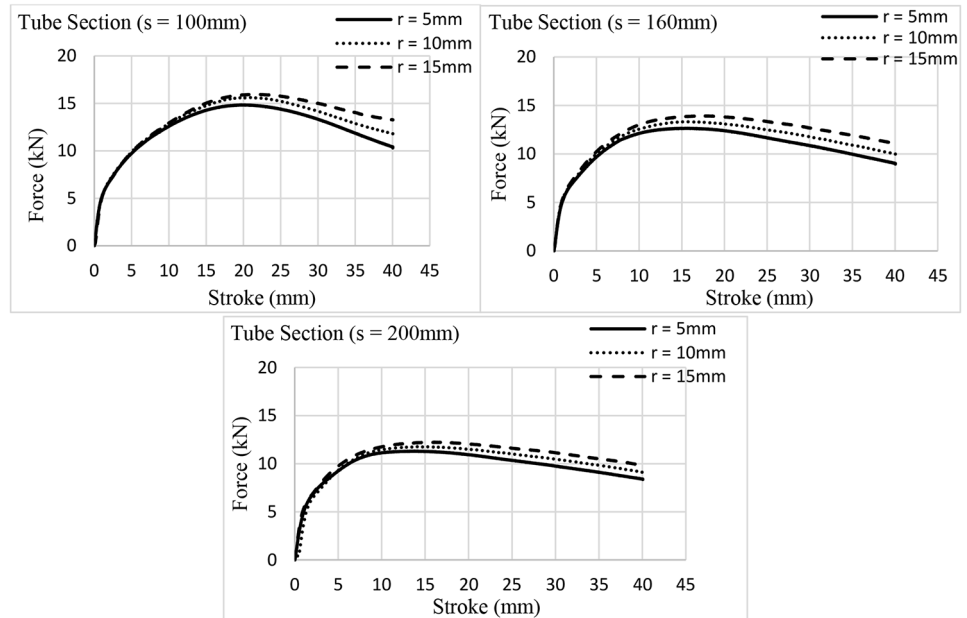 Tube Section (s = 100mm)
r = 5mm
r = 10mm
r = 15mm
20
15
10
5
0
Force (kN)
0 5 10 15 20 25 30 35 40 45
Stroke (mm)
Tube Section (s = 160mm)
r = 5mm
r = 10mm
r = 15mm
20
15
10
5
0
Force (kN)
0 5 10 15 20 25 30 35 40 45
Stroke (mm)
Tube Section (s = 200mm)
r = 5mm
r = 10mm
r = 15mm
20
15
10
5
0
Force (kN)
0 5 10 15 20 25 30 35 40 45
Stroke (mm)